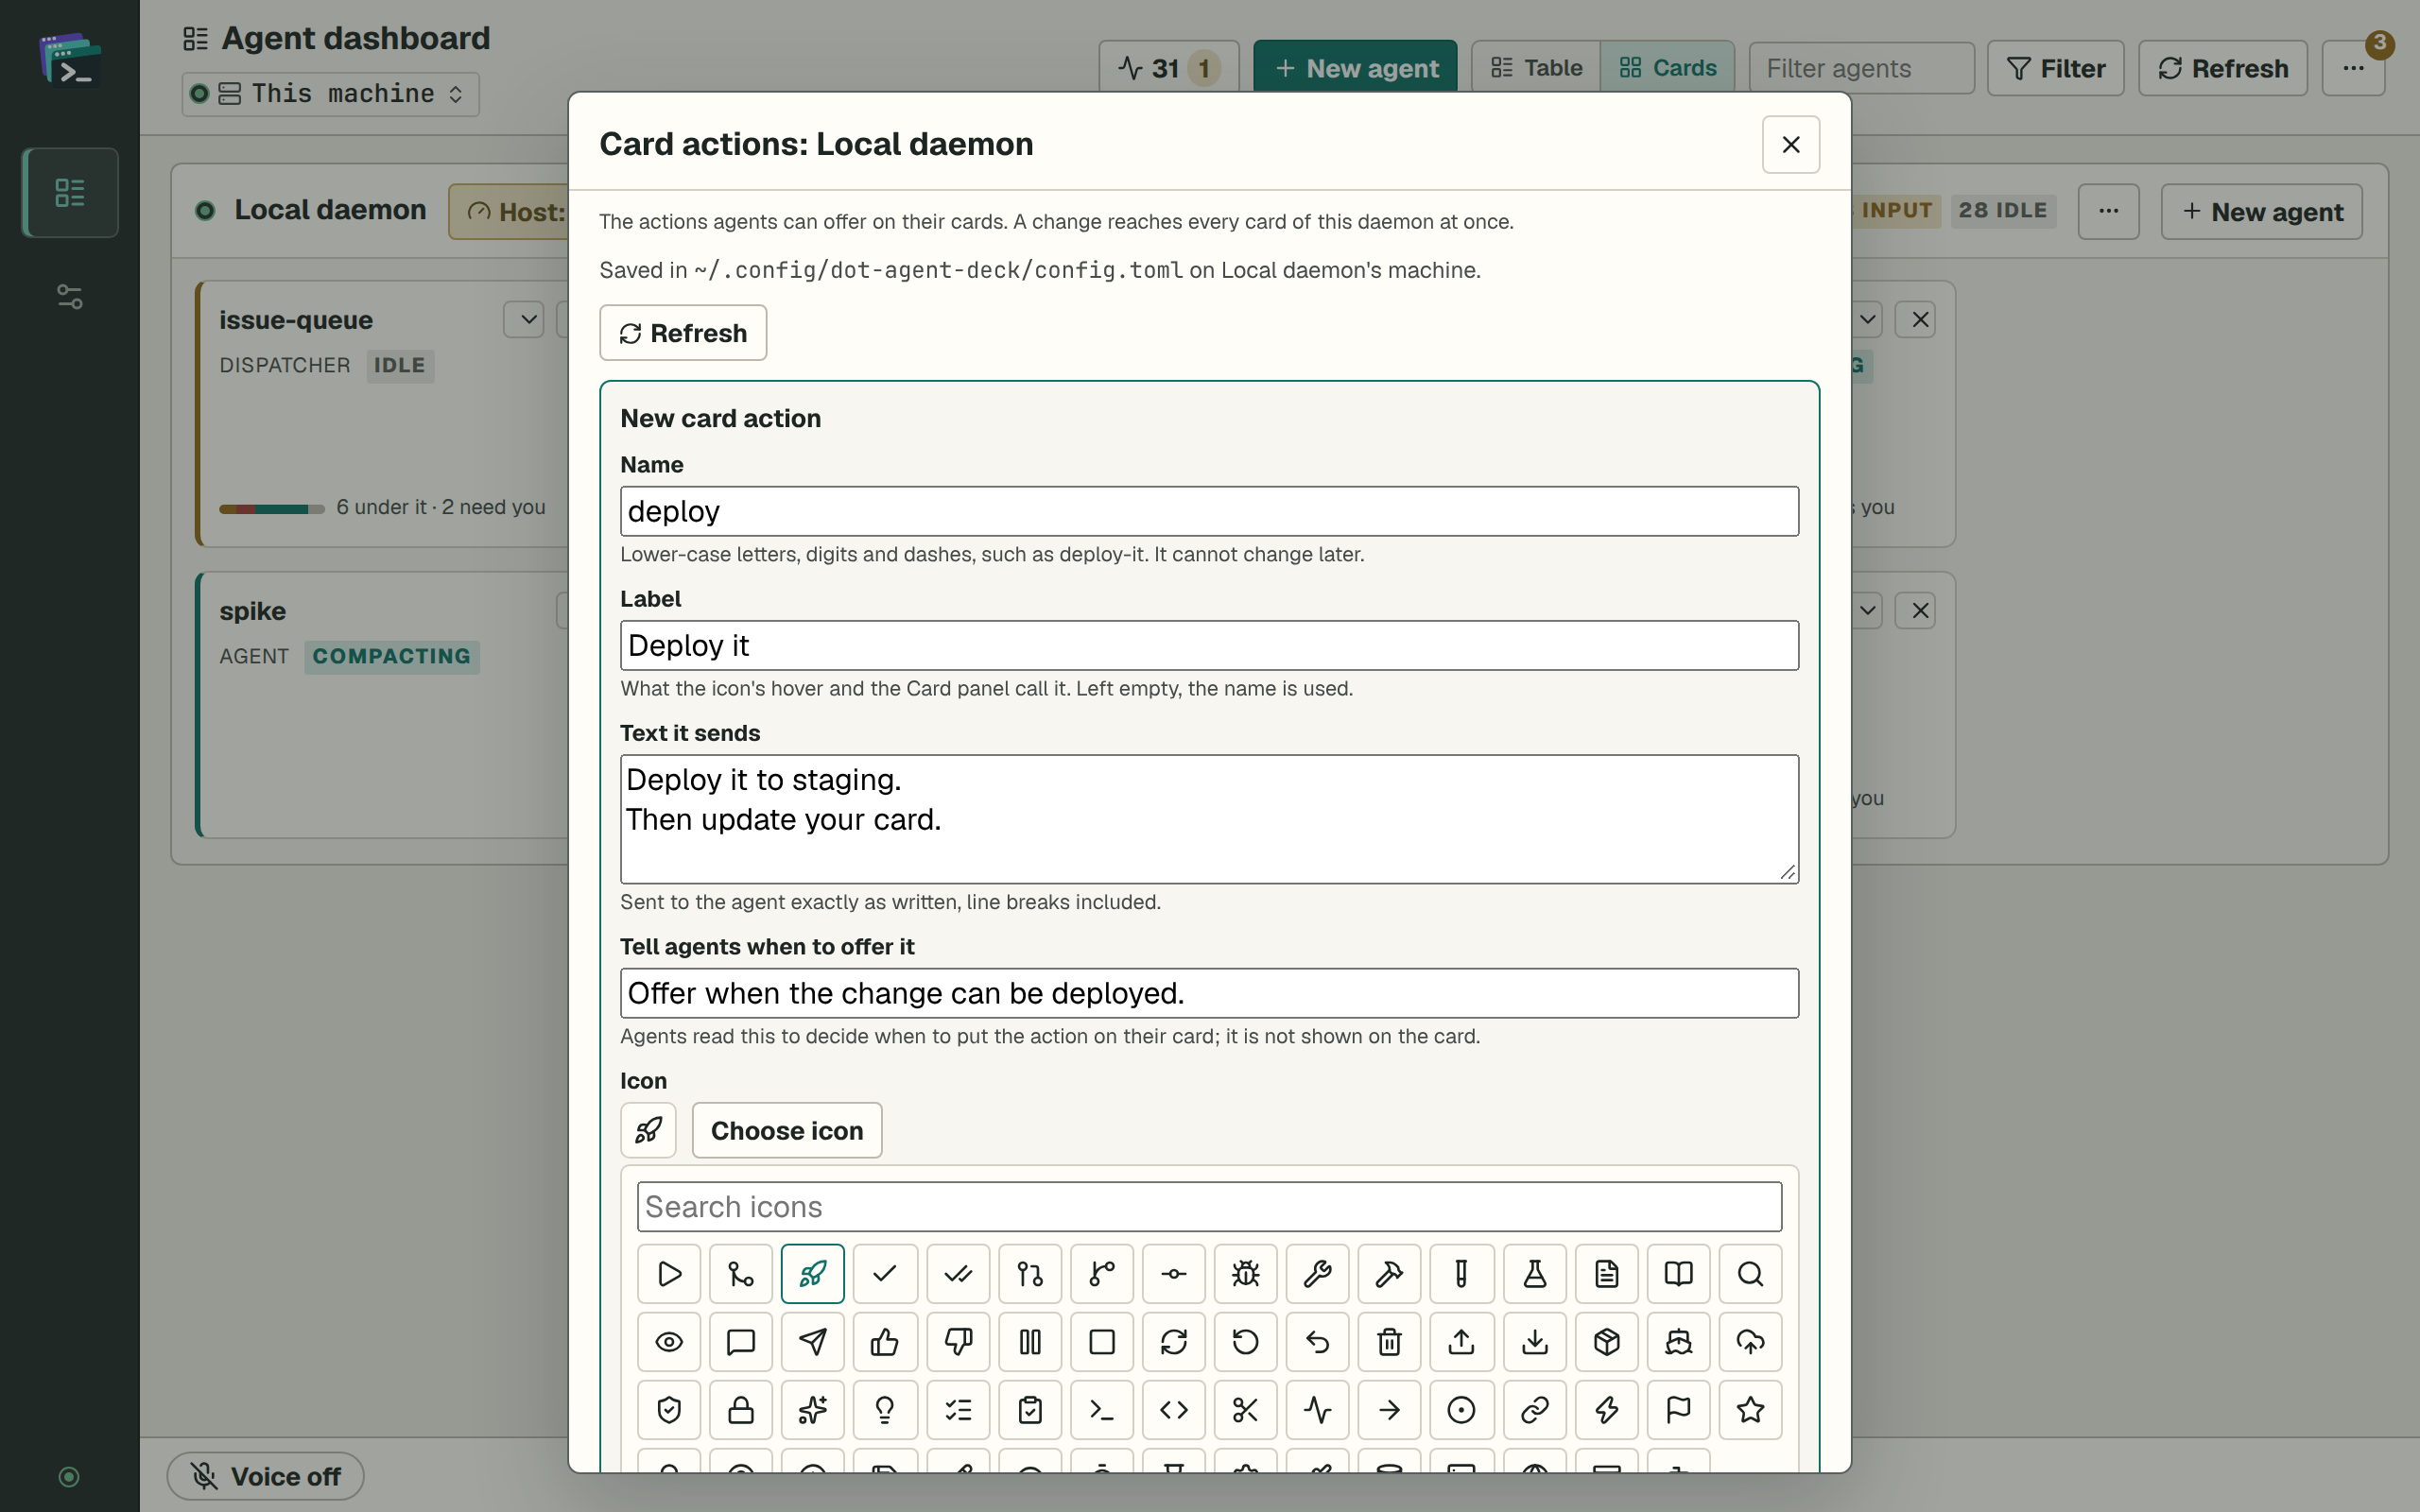 Agent dashboard
This machine
31 1
New agent
Table
Cards
Filter agents
Filter
Refresh
3
Local daemon
Host:
INPUT
28 IDLE
New agent
issue-queue
DISPATCHER IDLE
6 under it · 2 need you
spike
AGENT COMPACTING
you
you
Voice off
Card actions: Local daemon
The actions agents can offer on their cards. A change reaches every card of this daemon at once.
Saved in ~/.config/dot-agent-deck/config.toml on Local daemon's machine.
Refresh
New card action
Name
deploy
Lower-case letters, digits and dashes, such as deploy-it. It cannot change later.
Label
Deploy it
What the icon's hover and the Card panel call it. Left empty, the name is used.
Text it sends
Deploy it to staging.
Then update your card.
Sent to the agent exactly as written, line breaks included.
Tell agents when to offer it
Offer when the change can be deployed.
Agents read this to decide when to put the action on their card; it is not shown on the card.
Icon
Choose icon
Search icons